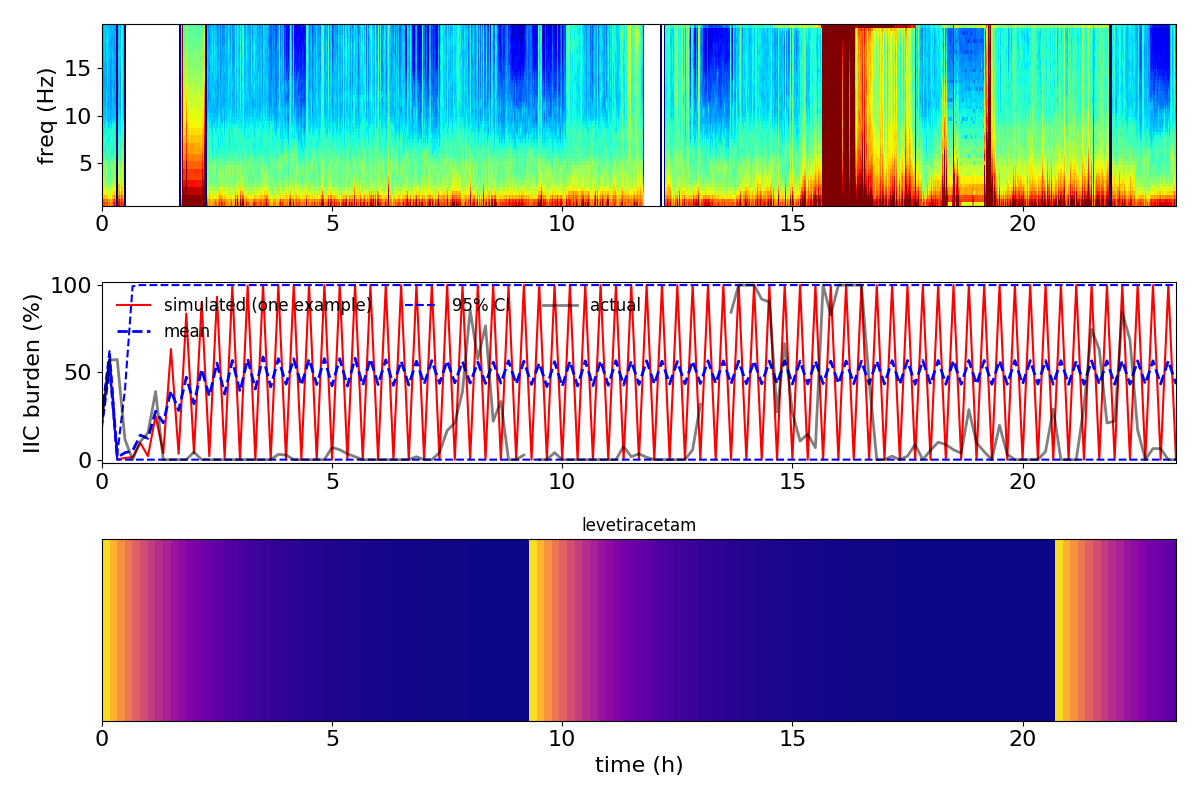 freq (Hz)
15
10
5
0 5 10 15 20
IIC burden (%)
100
50
0
simulated (one example) 95% CI actual
mean
0 5 10 15 20
levetiracetam
0 5 10 15 20
time (h)